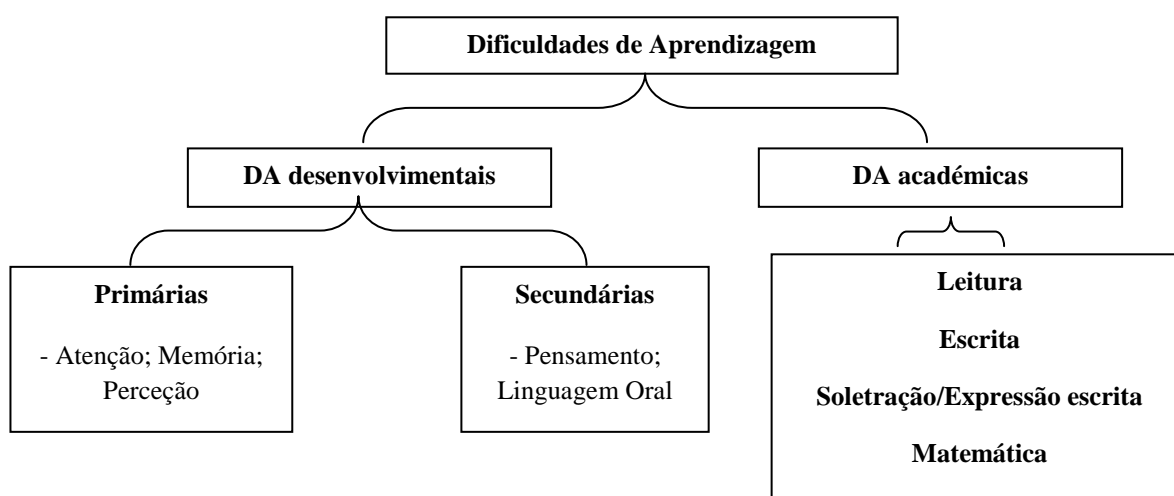 Dificuldades de Aprendizagem
DA desenvolvimentais
DA académicas
Primárias
- Atenção; Memória;
Perceção
Secundárias
- Pensamento;
Linguagem Oral
Leitura
Escrita
Soletração/Expressão escrita
Matemática